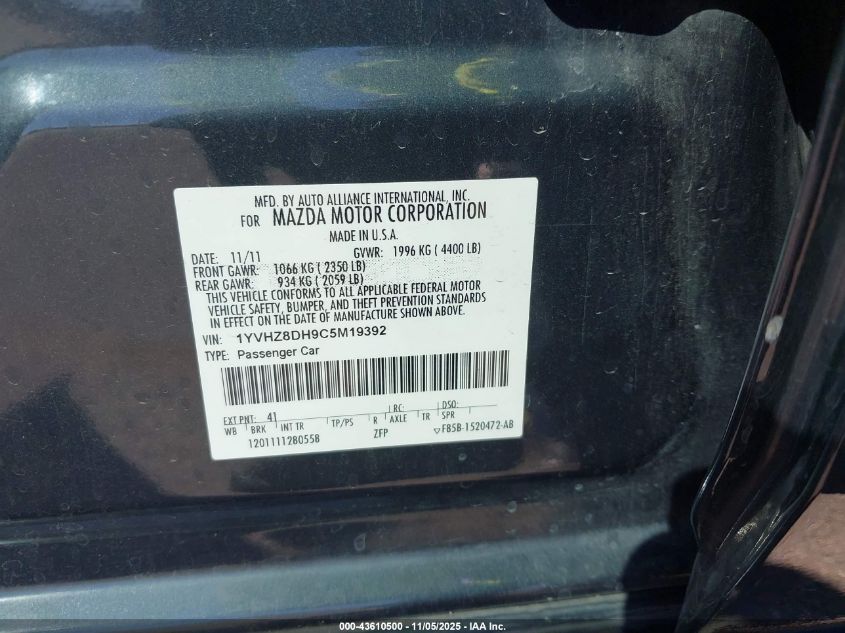 MFD. BY AUTO ALLIANCE INTERNATIONAL, INC.
FOR MAZDA MOTOR CORPORATION
MADE IN U.S.A.
DATE: 11/11 GVWR: 1996 KG ( 4400 LB)
FRONT GAWR: 1066 KG ( 2350 LB)
REAR GAWR: 934 KG ( 2059 LB)
THIS VEHICLE CONFORMS TO ALL APPLICABLE FEDERAL MOTOR
VEHICLE SAFETY, BUMPER, AND THEFT PREVENTION STANDARDS
IN EFFECT ON THE DATE OF MANUFACTURE SHOWN ABOVE.
VIN: 1YVHZ8DH9C5M19392
TYPE: Passenger Car
EXT PNT: 41 RC: DSO:
WB BRK INT TR TP/PS R AXLE TR SPR
120111128055B ZFP ▽F85B-1520472-AB
000-43610500 — 11/05/2025 — IAA Inc.